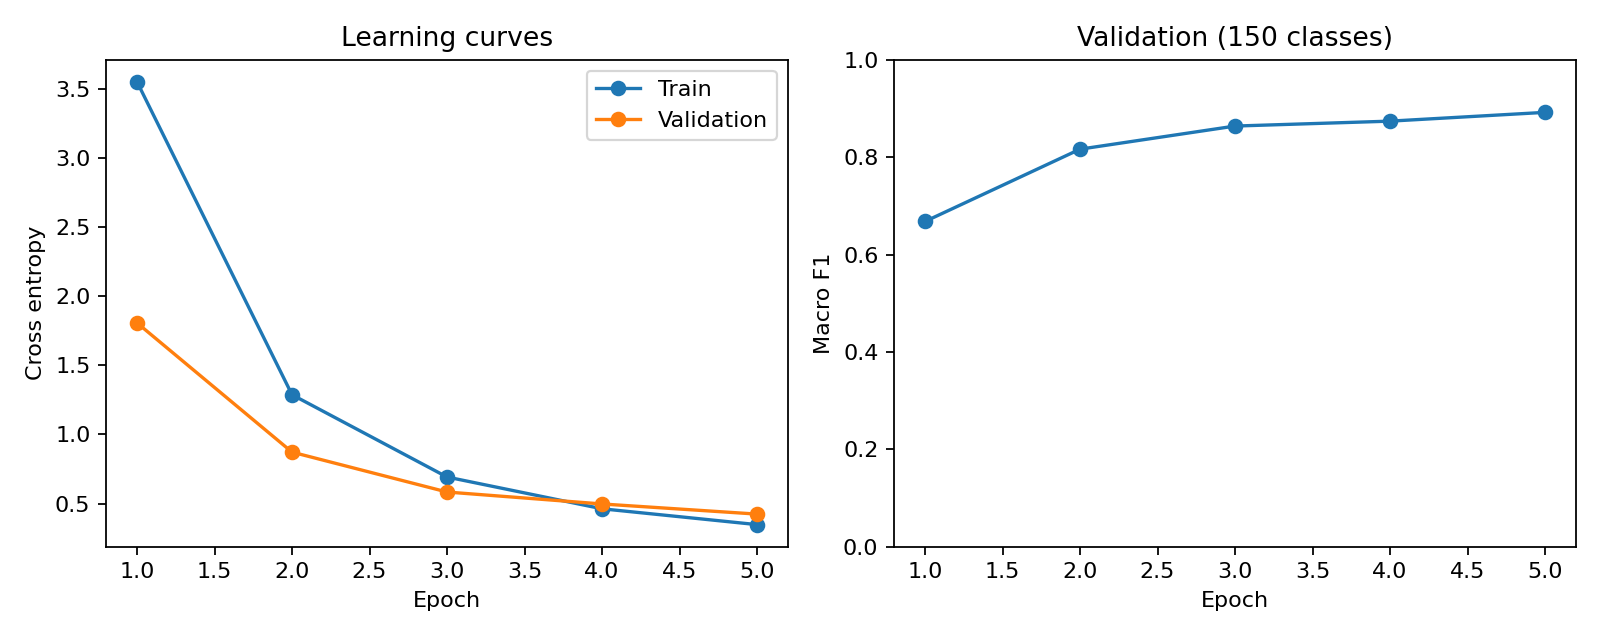 Learning curves
Train
Validation
Cross entropy
3.5
3.0
2.5
2.0
1.5
1.0
0.5
1.0 1.5 2.0 2.5 3.0 3.5 4.0 4.5 5.0
Epoch
Validation (150 classes)
Macro F1
1.0
0.8
0.6
0.4
0.2
0.0
1.0 1.5 2.0 2.5 3.0 3.5 4.0 4.5 5.0
Epoch